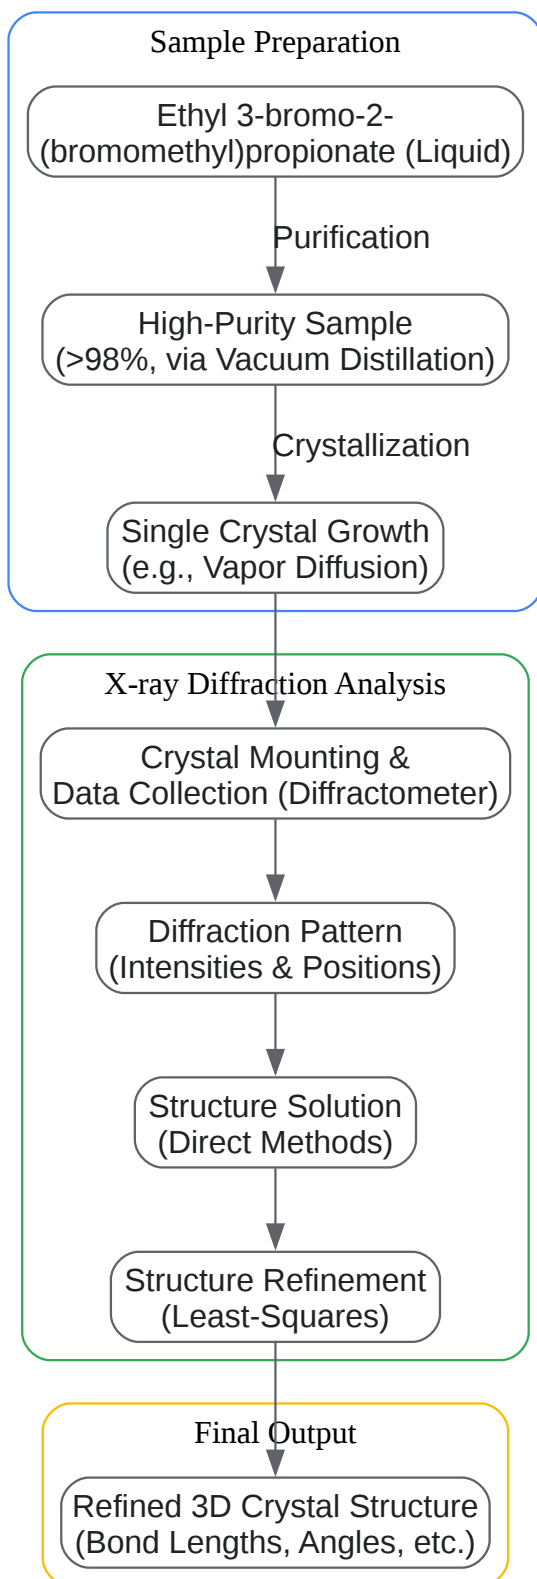 Sample Preparation
Ethyl 3-bromo-2-
(bromomethyl)propionate (Liquid)
Purification
High-Purity Sample
(>98%, via Vacuum Distillation)
Crystallization
Single Crystal Growth
(e.g., Vapor Diffusion)
X-ray Diffraction Analysis
Crystal Mounting &
Data Collection (Diffractometer)
Diffraction Pattern
(Intensities & Positions)
Structure Solution
(Direct Methods)
Structure Refinement
(Least-Squares)
Final Output
Refined 3D Crystal Structure
(Bond Lengths, Angles, etc.)